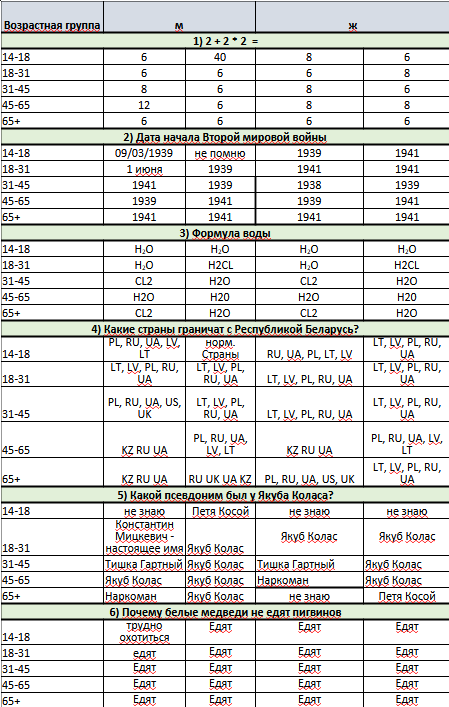 Возрастная группа м ж
1) 2 + 2 * 2 =
14-18 6 40 8 6
18-31 6 6 6 8
31-45 8 6 8 6
45-65 12 6 8 8
65+ 6 6 6 6
2) Дата начала Второй мировой войны
14-18 09/03/1939 не помню 1939 1941
18-31 1 июня 1939 1941 1941
31-45 1941 1939 1938 1939
45-65 1939 1941 1939 1941
65+ 1941 1941 1941 1941
3) Формула воды
14-18 H₂O H₂O H₂O H₂O
18-31 H₂O H2CL H₂O H2CL
31-45 CL2 H2O CL2 H2O
45-65 H2O H20 H2O H20
65+ CL2 H2O CL2 H2O
4) Какие страны граничат с Республикой Беларусь?
PL, RU, UA, LV, норм. LT, LV, PL, RU,
14-18 LT Страны RU, UA, PL, LT, LV UA
LT, LV, PL, RU, LT, LV, PL, LT, LV, PL, RU,
18-31 UA RU, UA LT, LV, PL, RU, UA UA
PL, RU, UA, US, LT, LV, PL, LT, LV, PL, RU,
31-45 UK RU, UA LT, LV, PL, RU, UA UA
PL, RU, UA, PL, RU, UA, LV,
45-65 KZ RU UA LV, LT KZ RU UA LT
LT, LV, PL, RU,
65+ KZ RU UA RU UK UA KZ PL, RU, UA, US, UK UA
5) Какой псевдоним был у Якуба Коласа?
14-18 не знаю Петя Косой не знаю не знаю
Константин
Мицкевич - Якуб Колас Якуб Колас
18-31 настоящее имя Якуб Колас
31-45 Тишка Гартный Якуб Колас Тишка Гартный Якуб Колас
45-65 Якуб Колас Якуб Колас Наркоман Якуб Колас
65+ Наркоман Якуб Колас не знаю Петя Косой
6) Почему белые медведи не едят пигвинов
трудно Едят Едят Едят
14-18 охотиться
18-31 едят Едят Едят Едят
31-45 Едят Едят Едят Едят
45-65 Едят Едят Едят Едят
65+ Едят Едят Едят Едят